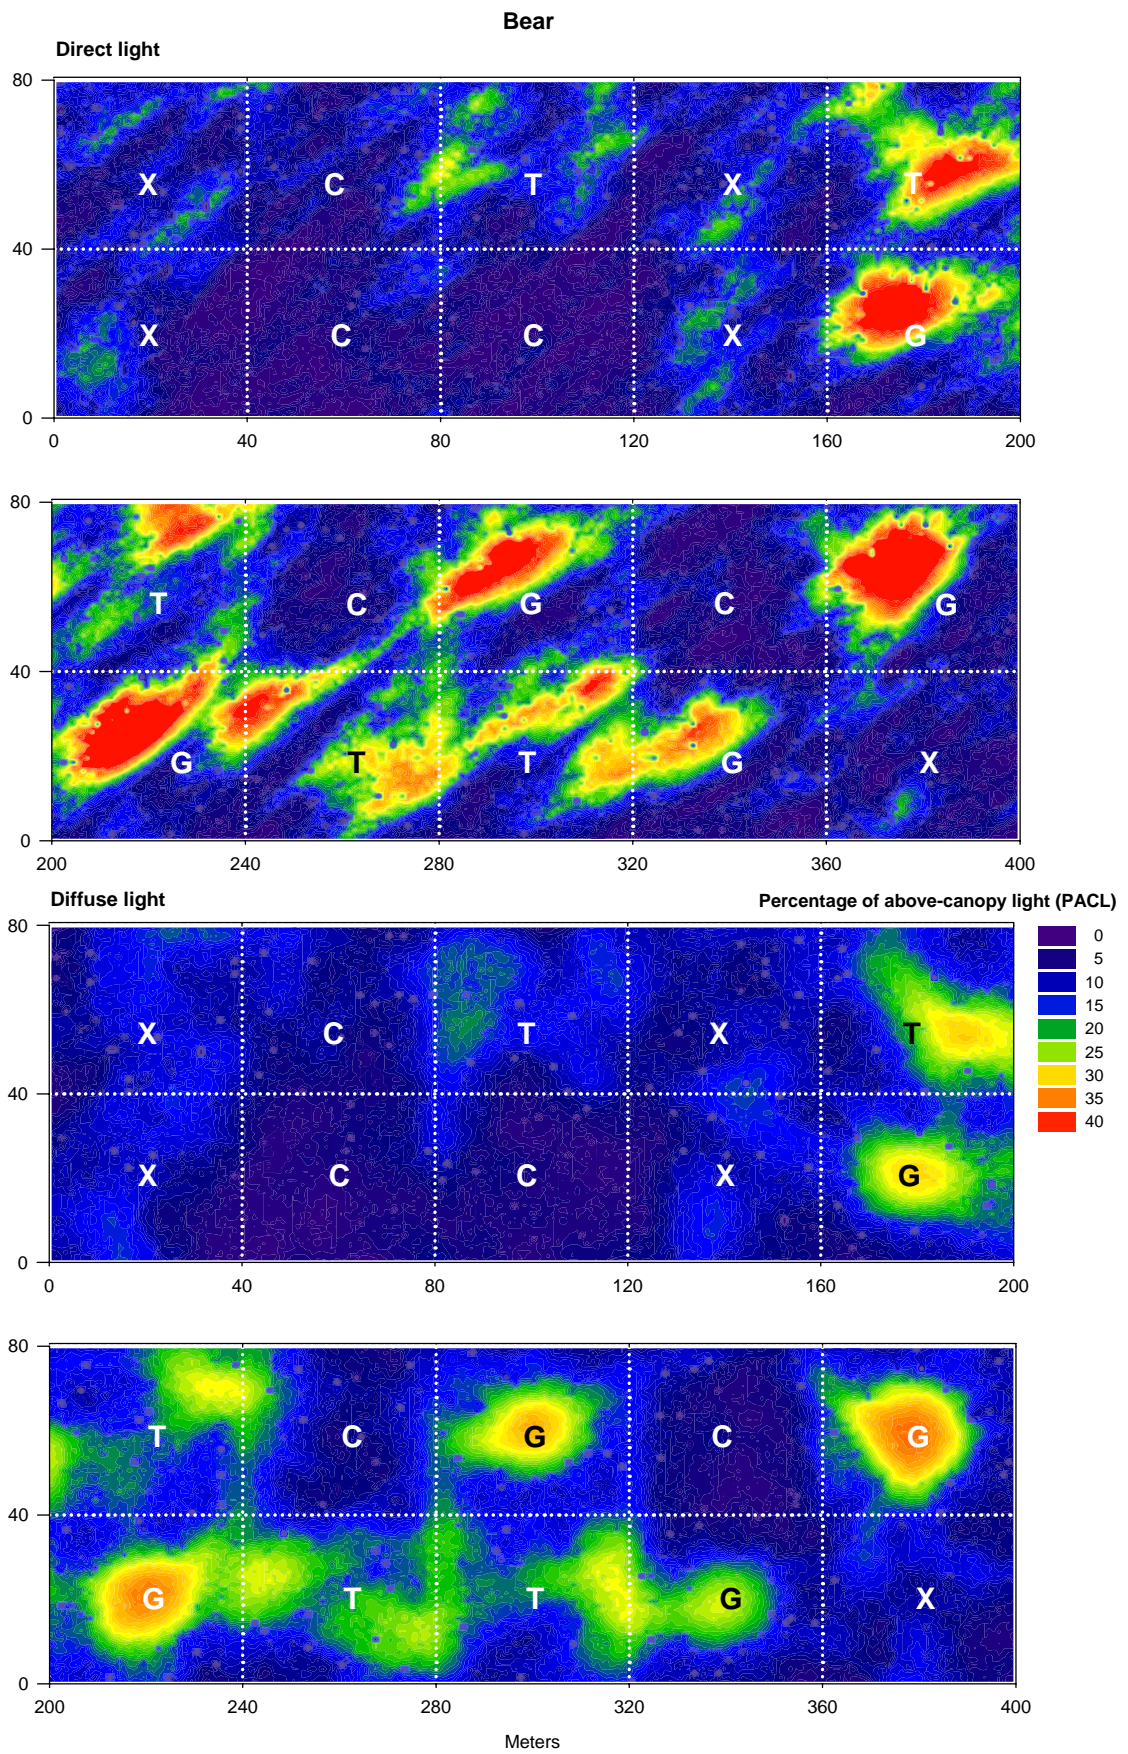 Bear
Direct light
80
X C T X T
40
X C C X G
0
0 40 80 120 160 200
80
T C G C G
40
G T T G X
0
200 240 280 320 360 400
Diffuse light Percentage of above-canopy light (PACL)
80
0
5
10
15
20
25
30
35
40
X C T X T
40
X C C X G
0
0 40 80 120 160 200
80
T C G C G
40
G T T G X
0
200 240 280 320 360 400
Meters